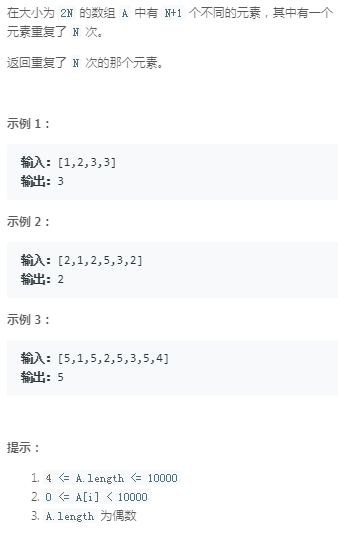 在大小为 2N 的数组 A 中有 N+1 个不同的元素，其中有一个
元素重复了 N 次。
返回重复了 N 次的那个元素。
示例 1：
输入：[1,2,3,3]
输出：3
示例 2：
输入：[2,1,2,5,3,2]
输出：2
示例 3：
输入：[5,1,5,2,5,3,5,4]
输出：5
提示：
1. 4 <= A.length <= 10000
2. 0 <= A[i] < 10000
3. A.length 为偶数